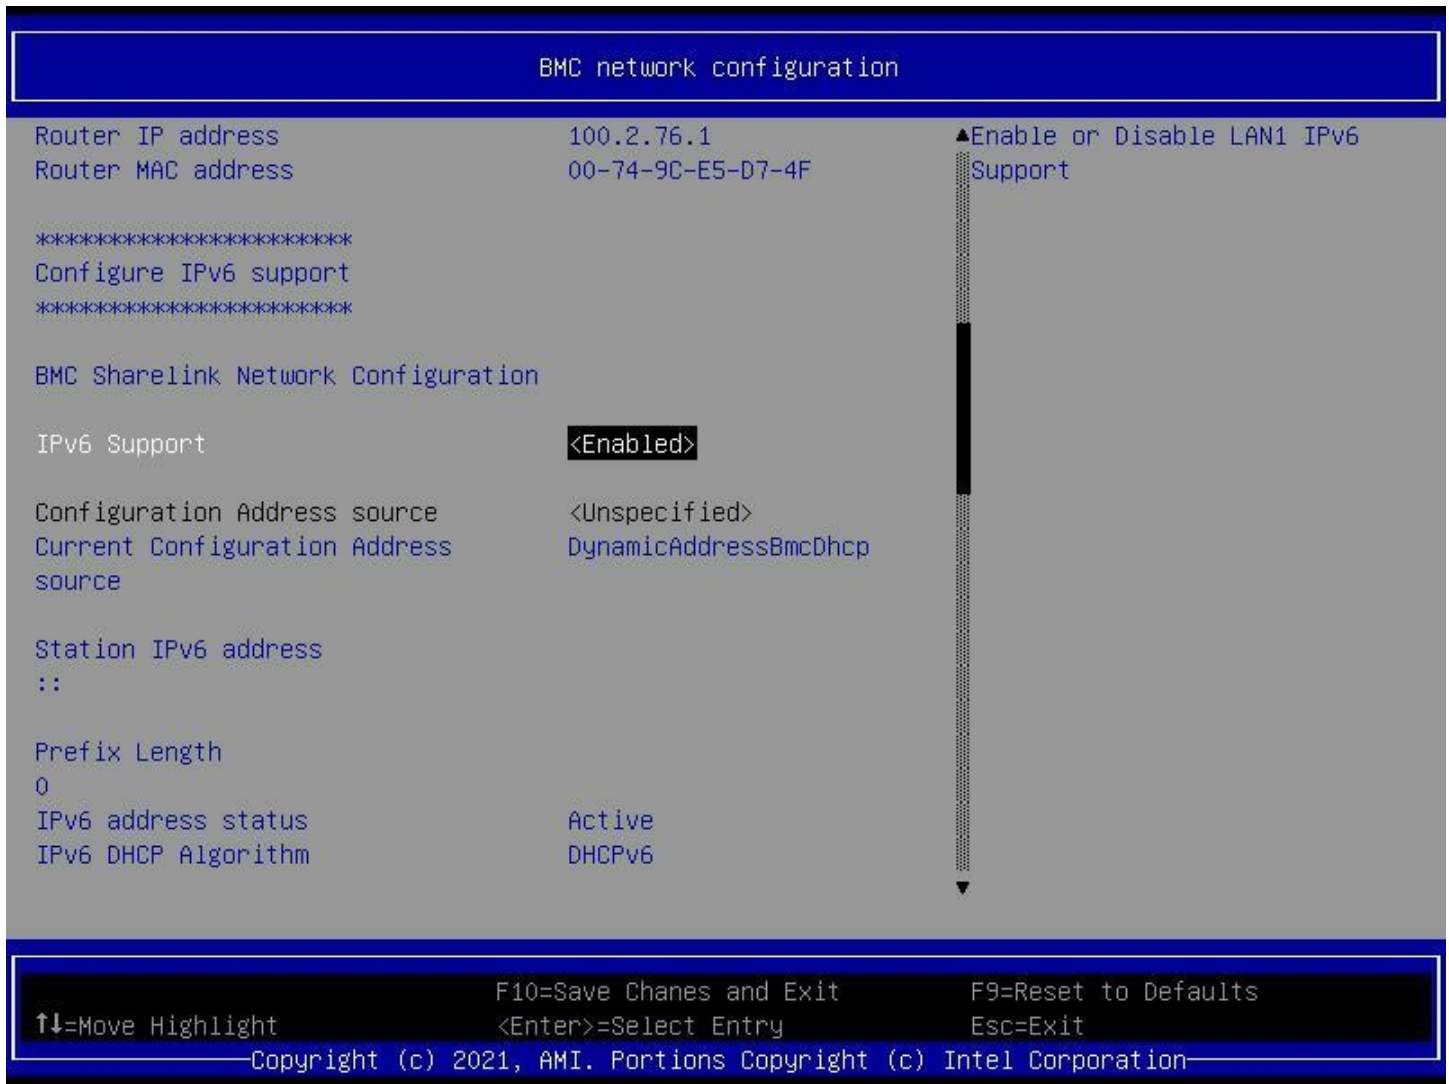 BMC network configuration
Router IP address 100.2.76.1
Router MAC address 00-74-9C-E5-D7-4F
**********************
Configure IPv6 support
**********************
BMC Sharelink Network Configuration
IPv6 Support <Enabled>
Configuration Address source <Unspecified>
Current Configuration Address DynamicAddressBmcDhcp
source
Station IPv6 address
::
Prefix Length
0
IPv6 address status Active
IPv6 DHCP Algorithm DHCPv6
▲Enable or Disable LAN1 IPv6
Support
▼
F10=Save Chanes and Exit F9=Reset to Defaults
↑↓=Move Highlight <Enter>=Select Entry Esc=Exit
Copyright (c) 2021, AMI. Portions Copyright (c) Intel Corporation